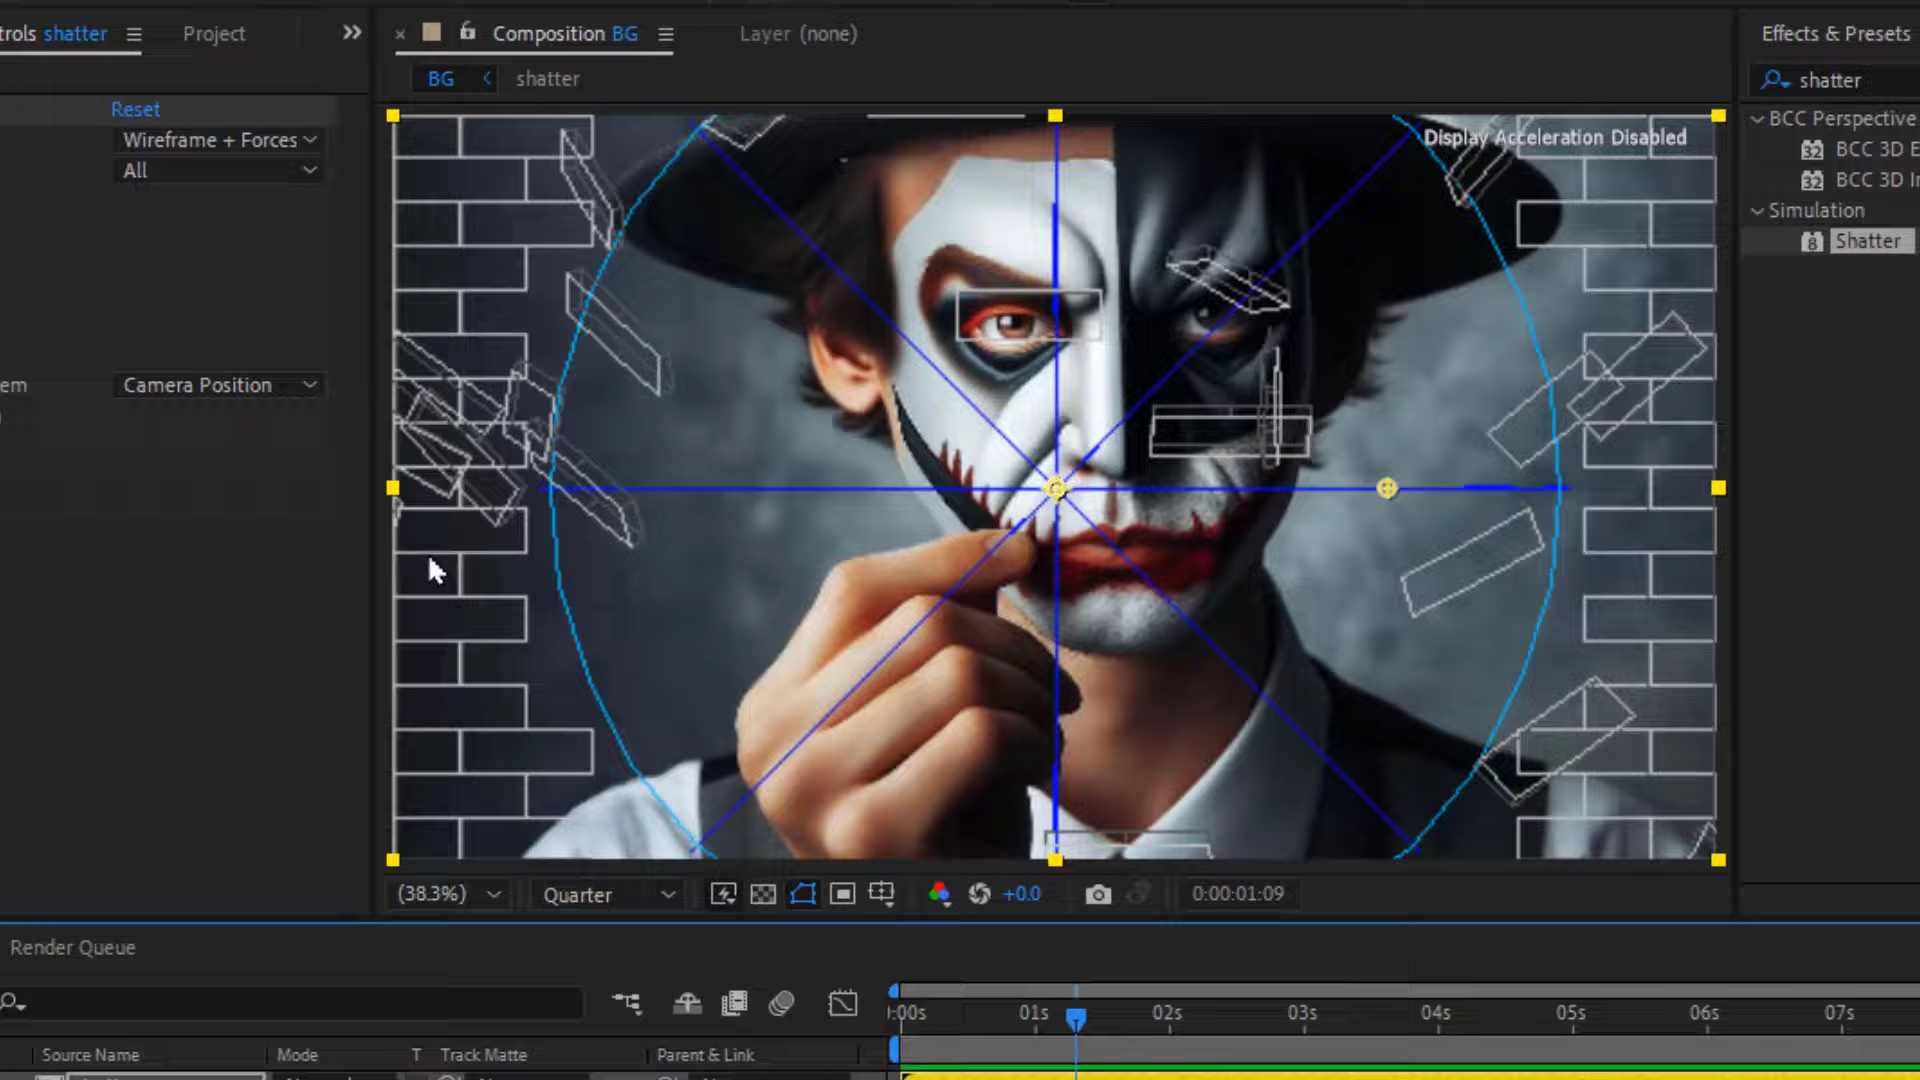 trols shatter
Project
Composition BG
Layer (none)
Effects & Presets
BG
shatter
shatter
Reset
BCC Perspective
Wireframe + Forces
Display Acceleration Disabled
BCC 3D E
All
BCC 3D Ir
Simulation
8 Shatter
em
Camera Position
(38.3%)
Quarter
+0.0
0:00:01:09
Render Queue
):00s
01s
02s
03s
04s
05s
06s
07s
Source Name
Mode
T
Track Matte
Parent & Link